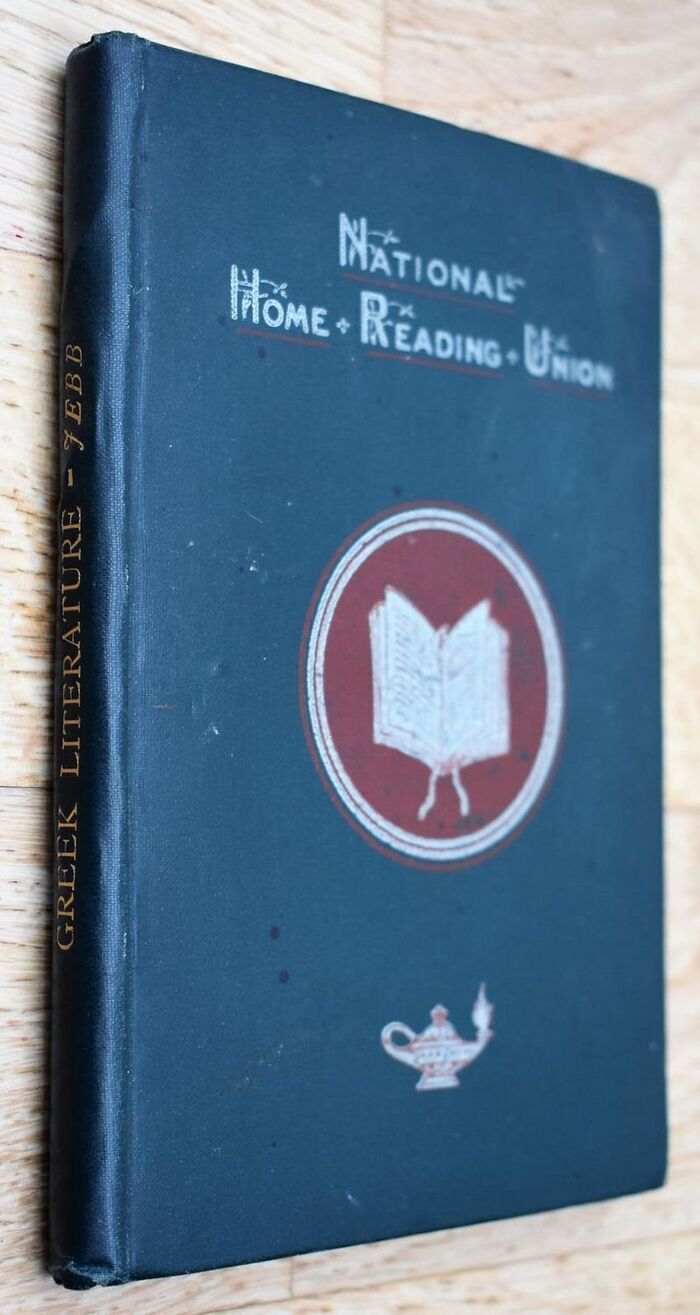 NATIONAL
HOME + READING + UNION
GREEK LITERATURE - JEBB